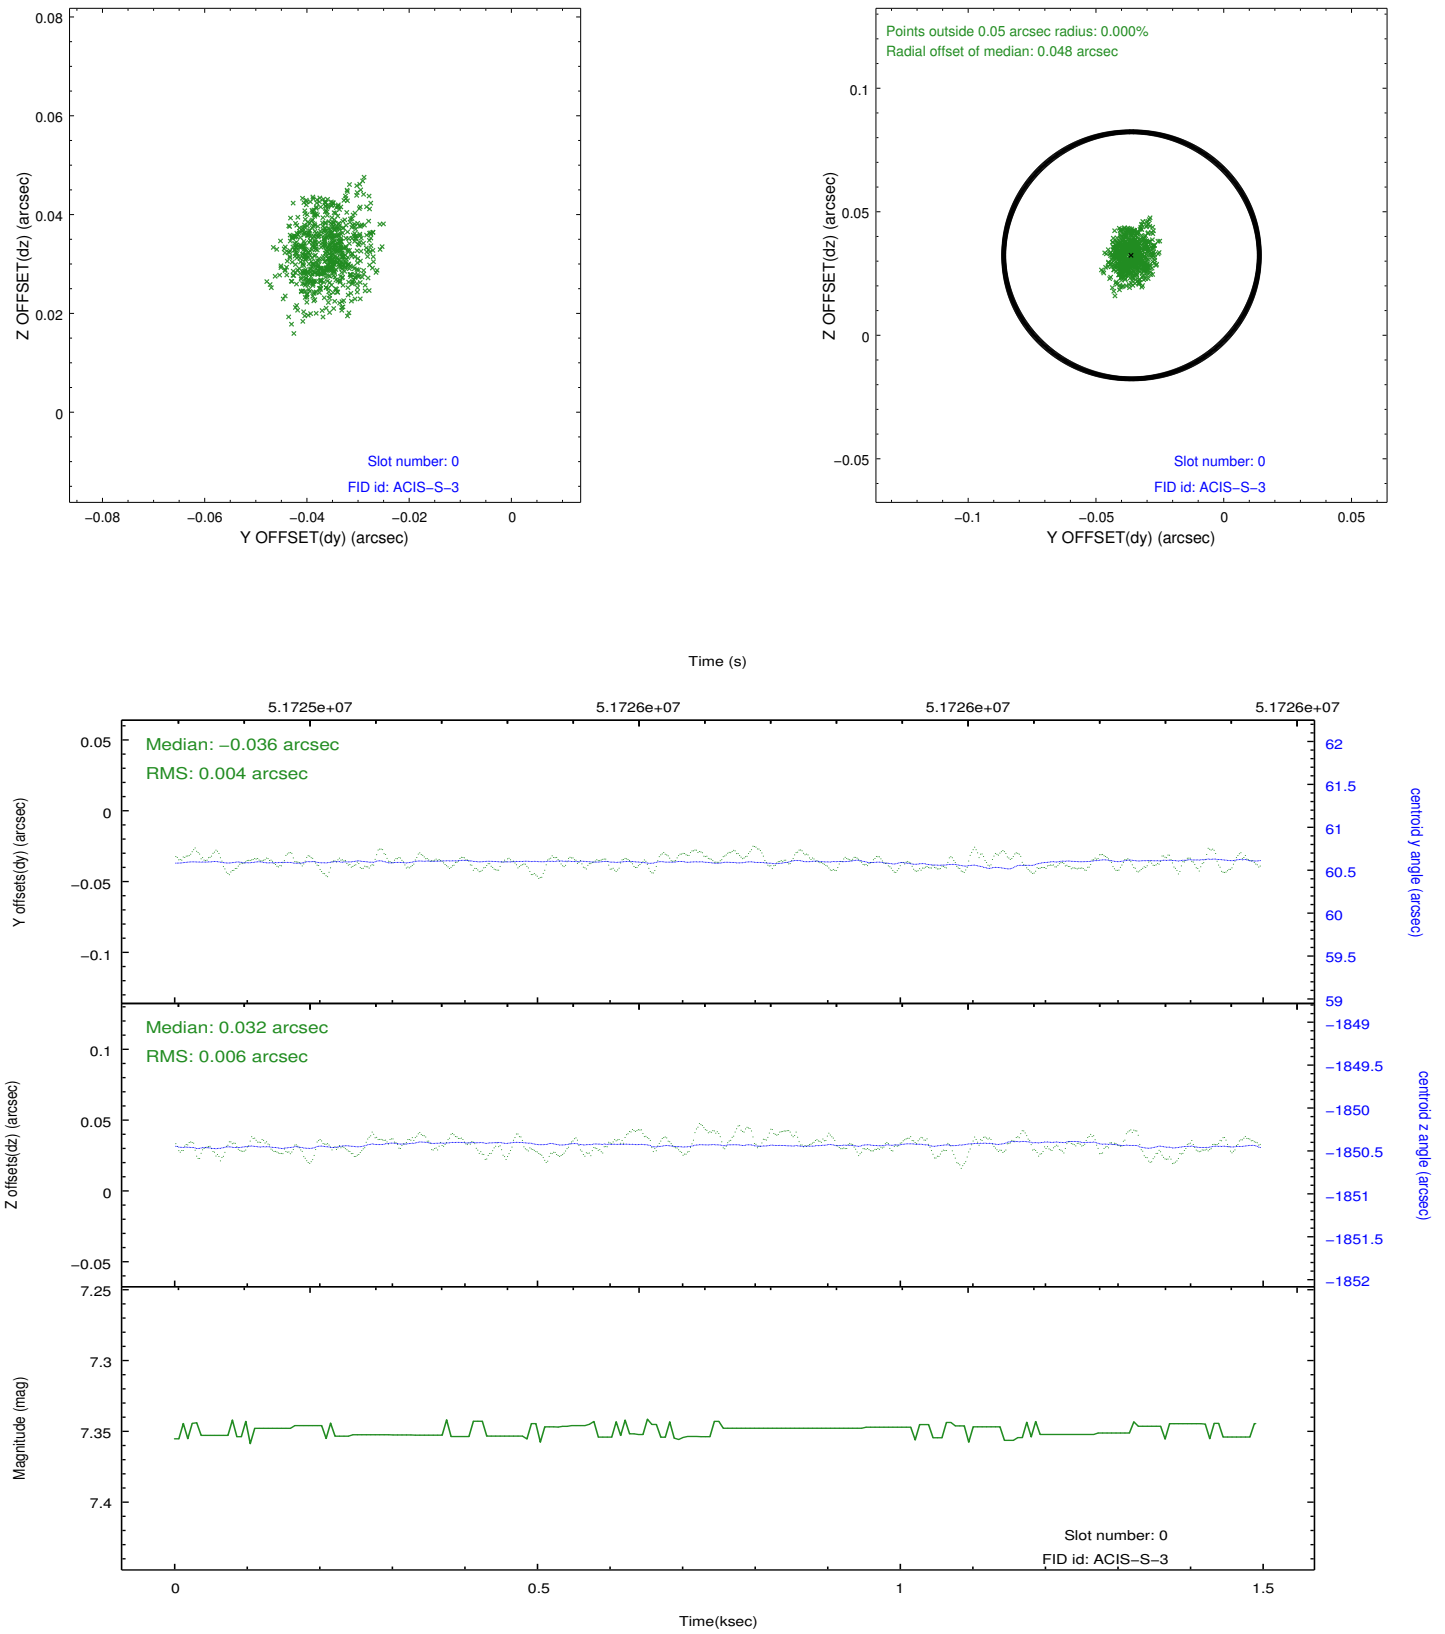 0.08
0.06
0.04
0.02
0
Z OFFSET(dz) (arcsec)
Slot number: 0
FID id: ACIS−S−3
−0.08 −0.06 −0.04 −0.02 0
Y OFFSET(dy) (arcsec)
Points outside 0.05 arcsec radius: 0.000%
Radial offset of median: 0.048 arcsec
0.1
0.05
0
−0.05
Z OFFSET(dz) (arcsec)
Slot number: 0
FID id: ACIS−S−3
−0.1 −0.05 0 0.05
Y OFFSET(dy) (arcsec)
Time (s)
5.1725e+07 5.1726e+07 5.1726e+07 5.1726e+07
Median: −0.036 arcsec
RMS: 0.004 arcsec
0.05
0
−0.05
−0.1
Y offsets(dy) (arcsec)
62
61.5
61
60.5
60
59.5
59
centroid y angle (arcsec)
Median: 0.032 arcsec
RMS: 0.006 arcsec
0.1
0.05
0
−0.05
Z offsets(dz) (arcsec)
−1849
−1849.5
−1850
−1850.5
−1851
−1851.5
−1852
centroid z angle (arcsec)
7.25
7.3
7.35
7.4
Magnitude (mag)
Slot number: 0
FID id: ACIS−S−3
0 0.5 1 1.5
Time(ksec)